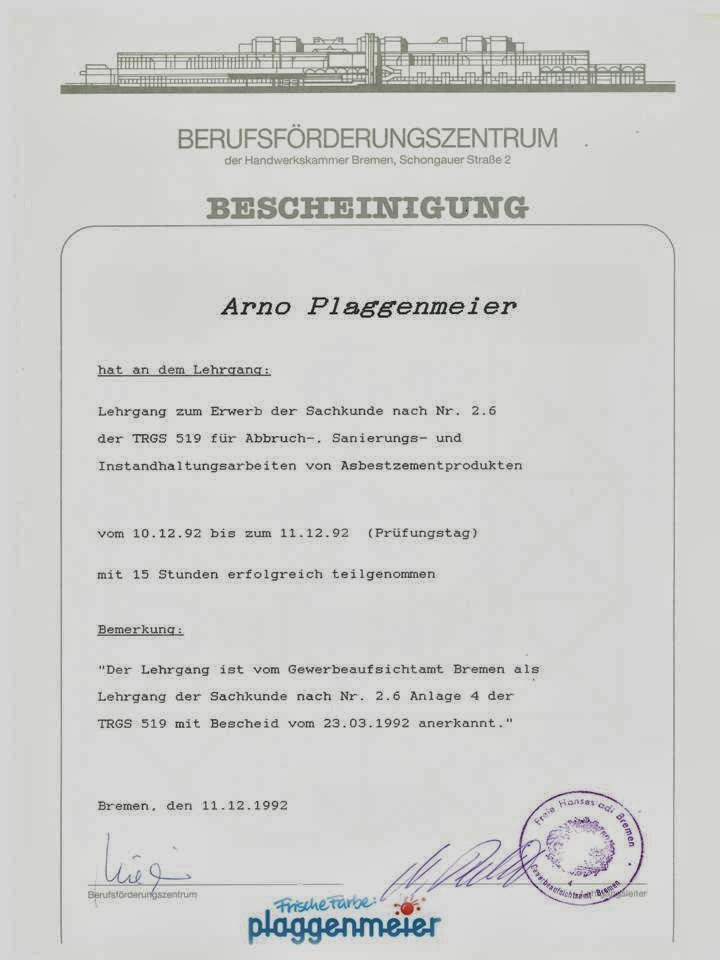 BERUFSFÖRDERUNGSZENTRUM
der Handwerkskammer Bremen, Schongauer Straße 2
BESCHEINIGUNG
Arno Plaggenmeier
hat an dem Lehrgang:
Lehrgang zum Erwerb der Sachkunde nach Nr. 2.6
der TRGS 519 für Abbruch-, Sanierungs- und
Instandhaltungsarbeiten von Asbestzementprodukten
vom 10.12.92 bis zum 11.12.92 (Prüfungstag)
mit 15 Stunden erfolgreich teilgenommen
Bemerkung:
"Der Lehrgang ist vom Gewerbeaufsichtamt Bremen als
Lehrgang der Sachkunde nach Nr. 2.6 Anlage 4 der
TRGS 519 mit Bescheid vom 23.03.1992 anerkannt."
Bremen, den 11.12.1992
Freie Hansestadt Bremen
Gewerbeaufsichtsamt Bremen
Berufsförderungszentrum
Frische Farbe:
plaggenmeier